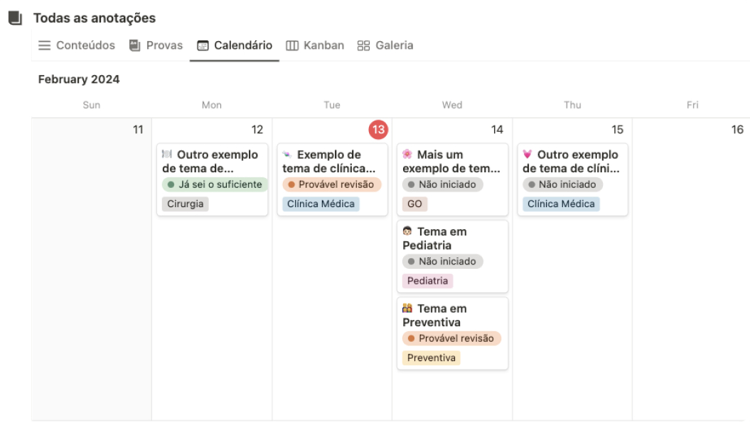 Todas as anotações
Conteúdos Provas Calendário Kanban Galeria
February 2024
Sun Mon Tue Wed Thu Fri
11 12 13 14 15 16
Outro exemplo
de tema de...
Já sei o suficiente
Cirurgia
Exemplo de
tema de clínica...
Provável revisão
Clínica Médica
Mais um
exemplo de tem...
Não iniciado
GO
Tema em
Pediatria
Não iniciado
Pediatria
Tema em
Preventiva
Provável revisão
Preventiva
Outro exemplo
de tema de clíni...
Não iniciado
Clínica Médica